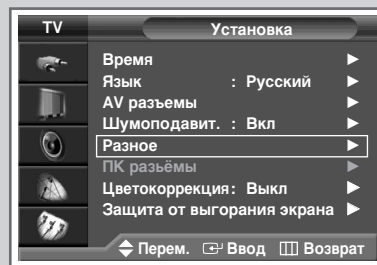 TV Установка
Время
Язык : Русский
AV разъемы
Шумоподавит. : Вкл
Разное
ПК разьёмы
Цветокоррекция: Выкл
Защита от выгорания экрана
Перем. Ввод Возврат